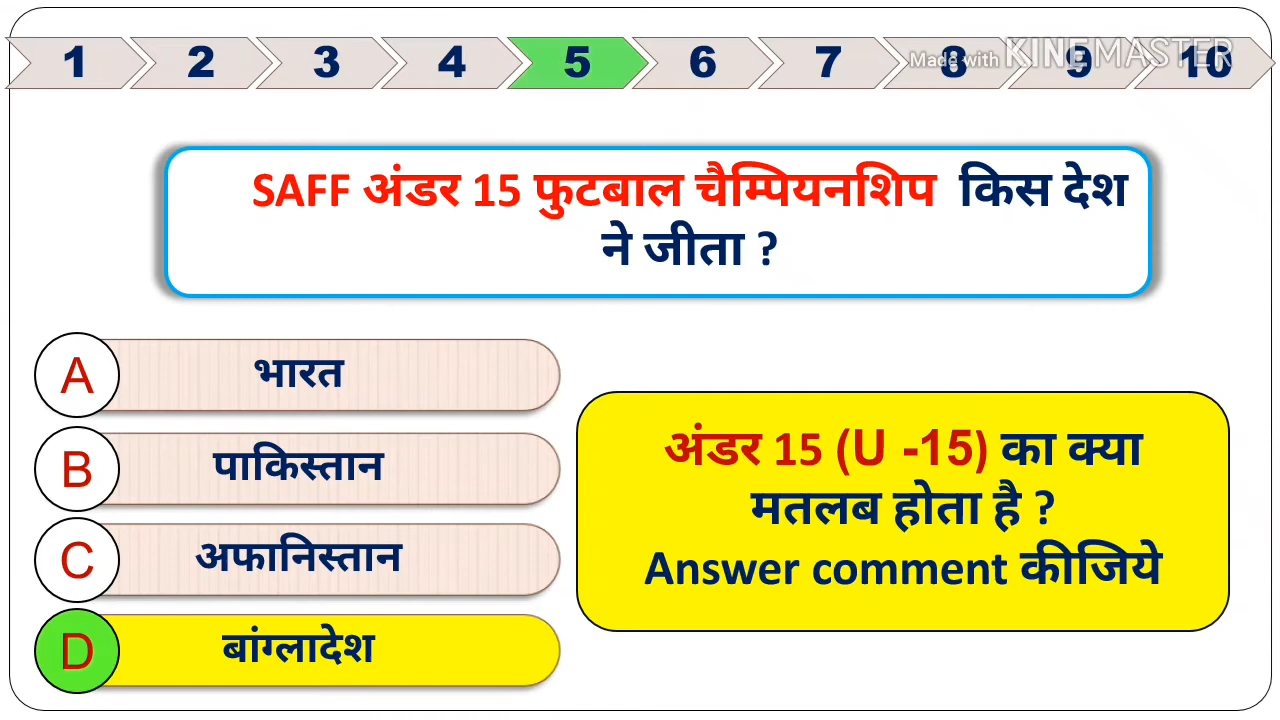 1 2 3 4 5 6 7 8 9 10
Made with KINEMASTER
SAFF अंडर 15 फुटबाल चैम्पियनशिप किस देश
ने जीता ?
A भारत
B पाकिस्तान
C अफानिस्तान
D बांग्लादेश
अंडर 15 (U -15) का क्या
मतलब होता है ?
Answer comment कीजिये